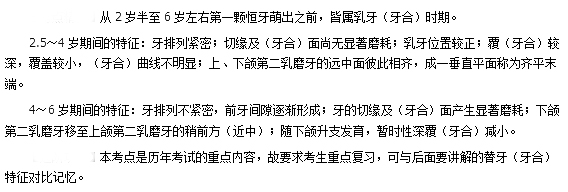 从 2 岁半至 6 岁左右第一颗恒牙萌出之前，皆属乳牙（牙合）时期。
2.5～4 岁期间的特征：牙排列紧密；切缘及（牙合）面尚无显著磨耗；乳牙位置较正；覆（牙合）较
深，覆盖较小，（牙合）曲线不明显；上、下颌第二乳磨牙的远中面彼此相齐，成一垂直平面称为齐平末
端。
4～6 岁期间的特征：牙排列不紧密，前牙间隙逐渐形成；牙的切缘及（牙合）面产生显著磨耗；下颌
第二乳磨牙移至上颌第二乳磨牙的稍前方（近中）；随下颌升支发育，暂时性深覆（牙合）减小。
本考点是历年考试的重点内容，故要求考生重点复习，可与后面要讲解的替牙（牙合）
特征对比记忆。